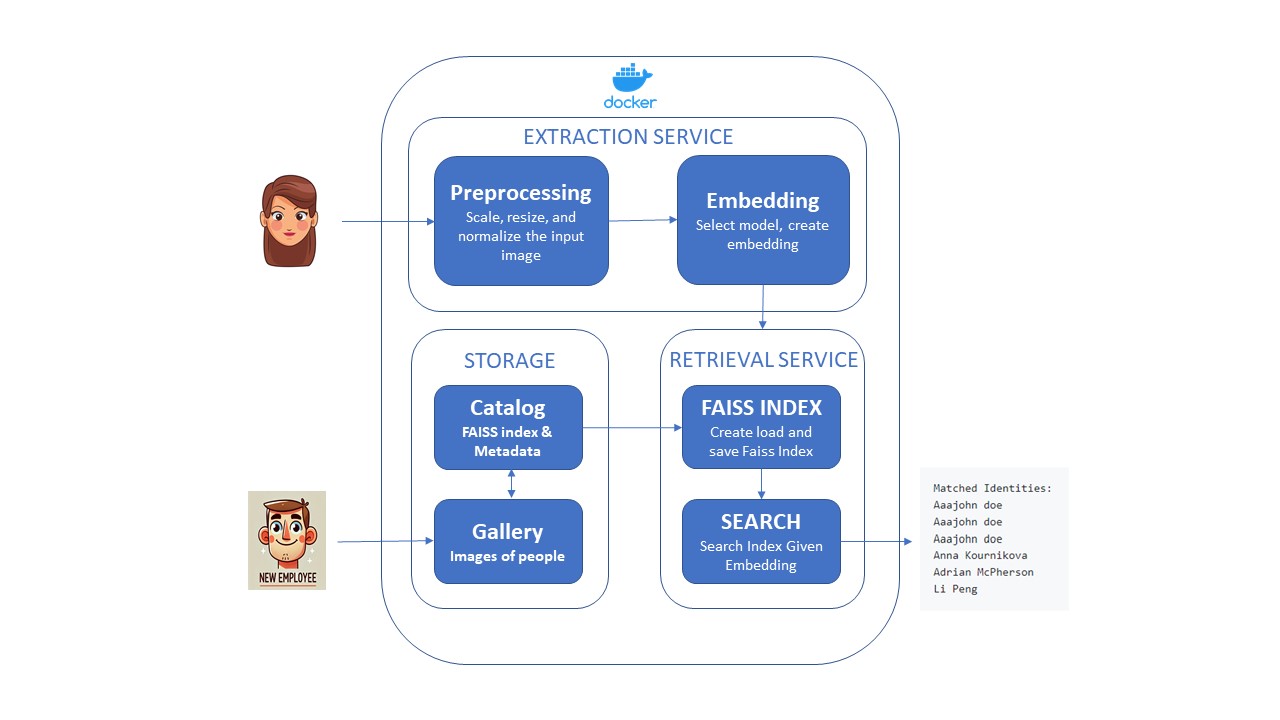 docker
EXTRACTION SERVICE
Preprocessing
Scale, resize, and
normalize the input
image
Embedding
Select model, create
embedding
STORAGE
Catalog
FAISS index &
Metadata
Gallery
Images of people
RETRIEVAL SERVICE
FAISS INDEX
Create load and
save Faiss Index
SEARCH
Search Index Given
Embedding
NEW EMPLOYEE
Matched Identities:
Aaajohn doe
Aaajohn doe
Aaajohn doe
Anna Kournikova
Adrian McPherson
Li Peng